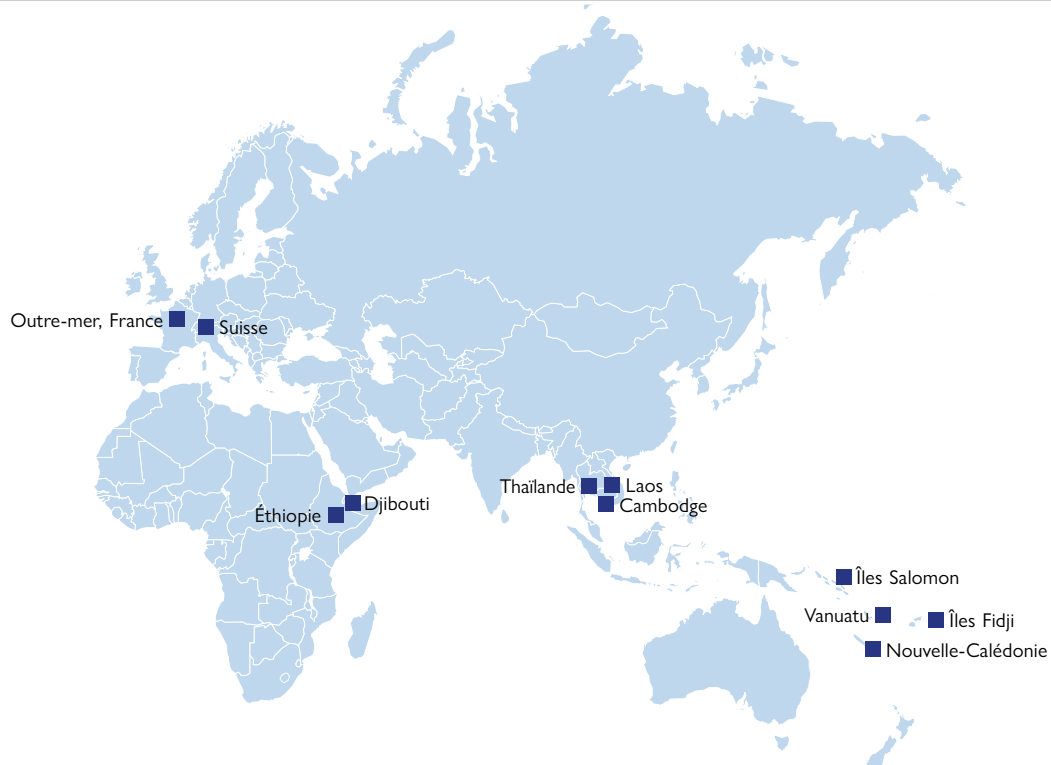 Outre-mer, France
Suisse
Thaïlande
Laos
Djibouti
Cambodge
Éthiopie
Îles Salomon
Vanuatu
Îles Fidji
Nouvelle-Calédonie